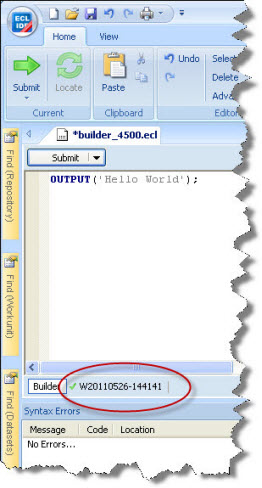 ECL IDE
Home View
Submit Locate Paste Undo Select
Delete
Adva
Current Clipboard Editor
*builder_4500.ecl
Submit
OUTPUT('Hello World');
Find (Repository)
Find (Workunit)
Find (Datasets)
Builder W20110526-144141
Syntax Errors
Message Code Location
No Errors...